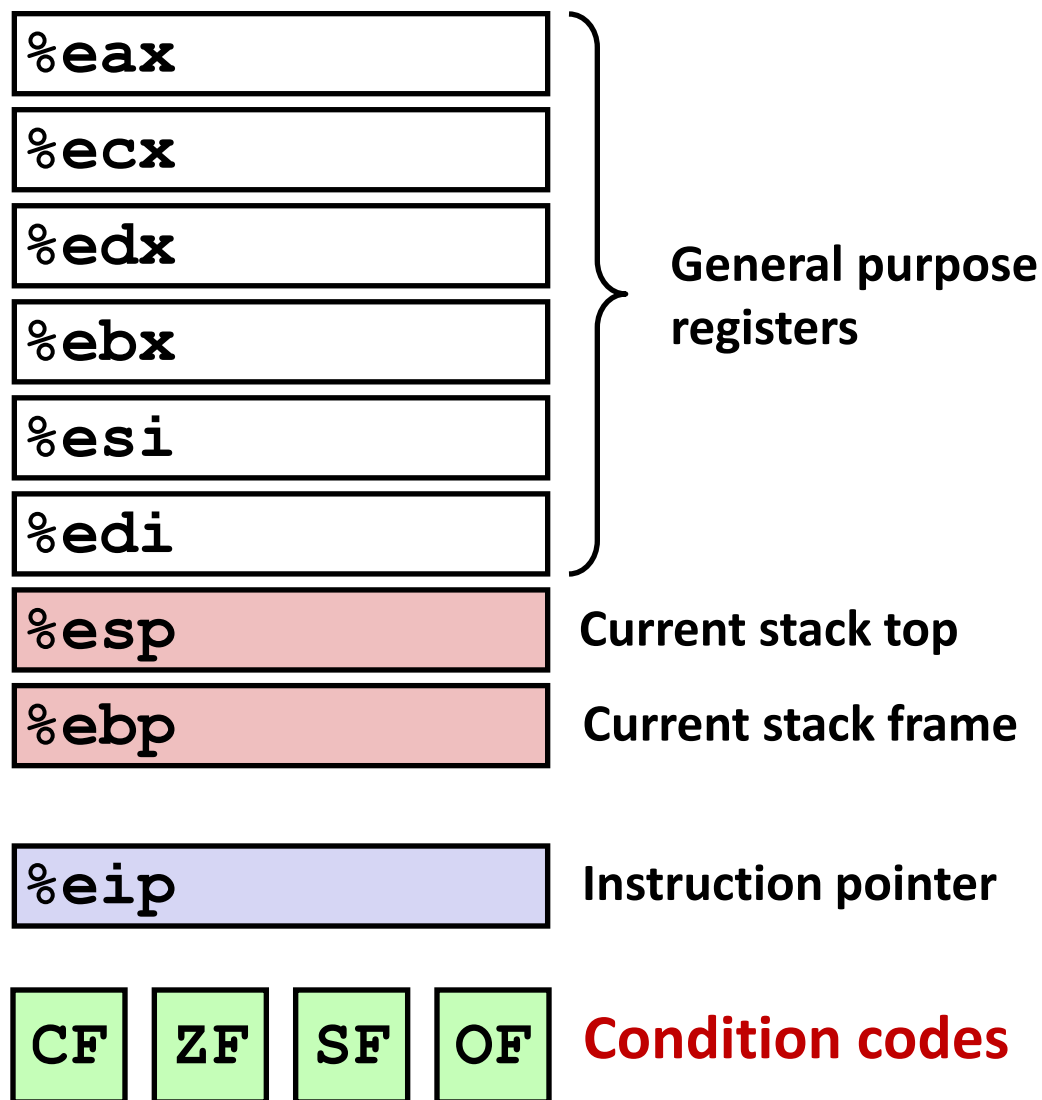 %eax
%ecx
%edx
%ebx
%esi
%edi
General purpose
registers
%esp
Current stack top
%ebp
Current stack frame
%eip
Instruction pointer
CF ZF SF OF
Condition codes